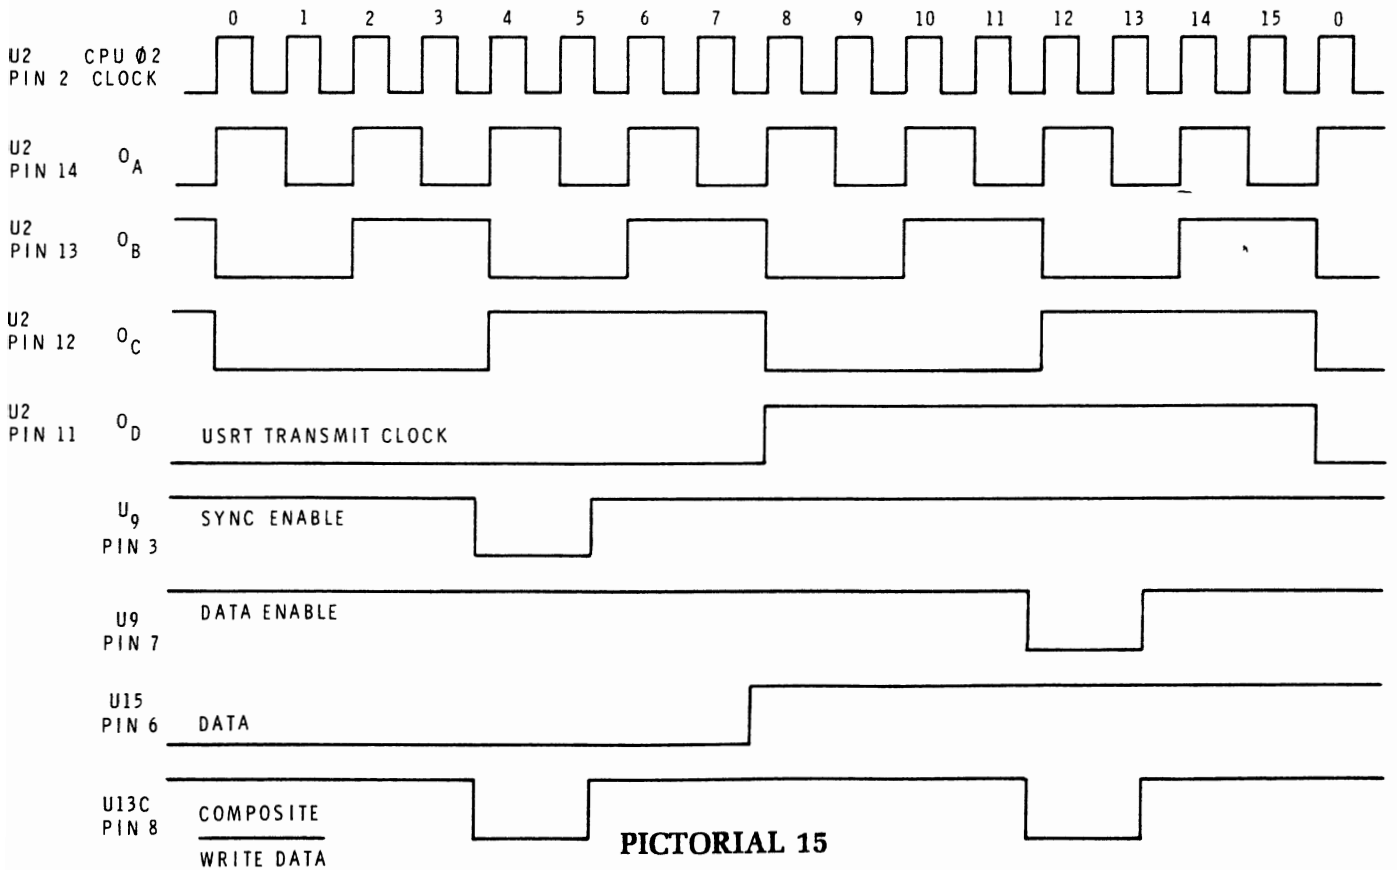 0 1 2 3 4 5 6 7 8 9 10 11 12 13 14 15 0
U2 CPU Ø2
PIN 2 CLOCK
U2
PIN 14 OA
U2
PIN 13 OB
U2
PIN 12 OC
U2
PIN 11 OD
USRT TRANSMIT CLOCK
U9
PIN 3
SYNC ENABLE
U9
PIN 7
DATA ENABLE
U15
PIN 6
DATA
U13C
PIN 8
COMPOSITE
WRITE DATA
PICTORIAL 15